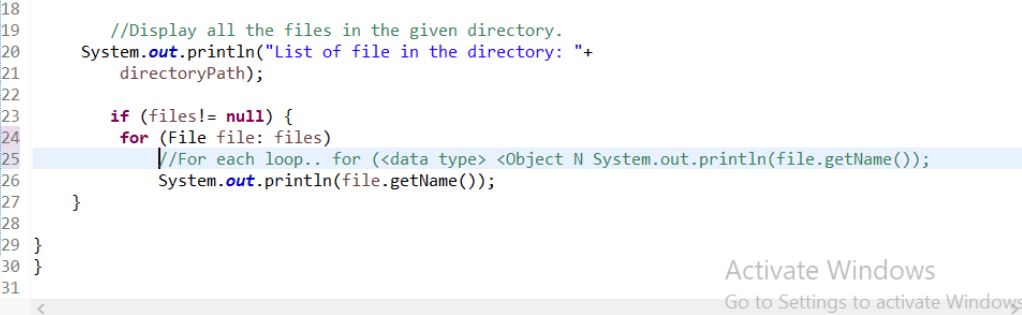 18
19 //Display all the files in the given directory.
20 System.out.println("List of file in the directory: "+
21 directoryPath);
22
23 if (files!= null) {
24 for (File file: files)
25 //For each loop.. for (<data type> <Object N System.out.println(file.getName());
26 System.out.println(file.getName());
27 }
28
29 }
30 }
31
Activate Windows
Go to Settings to activate Windows